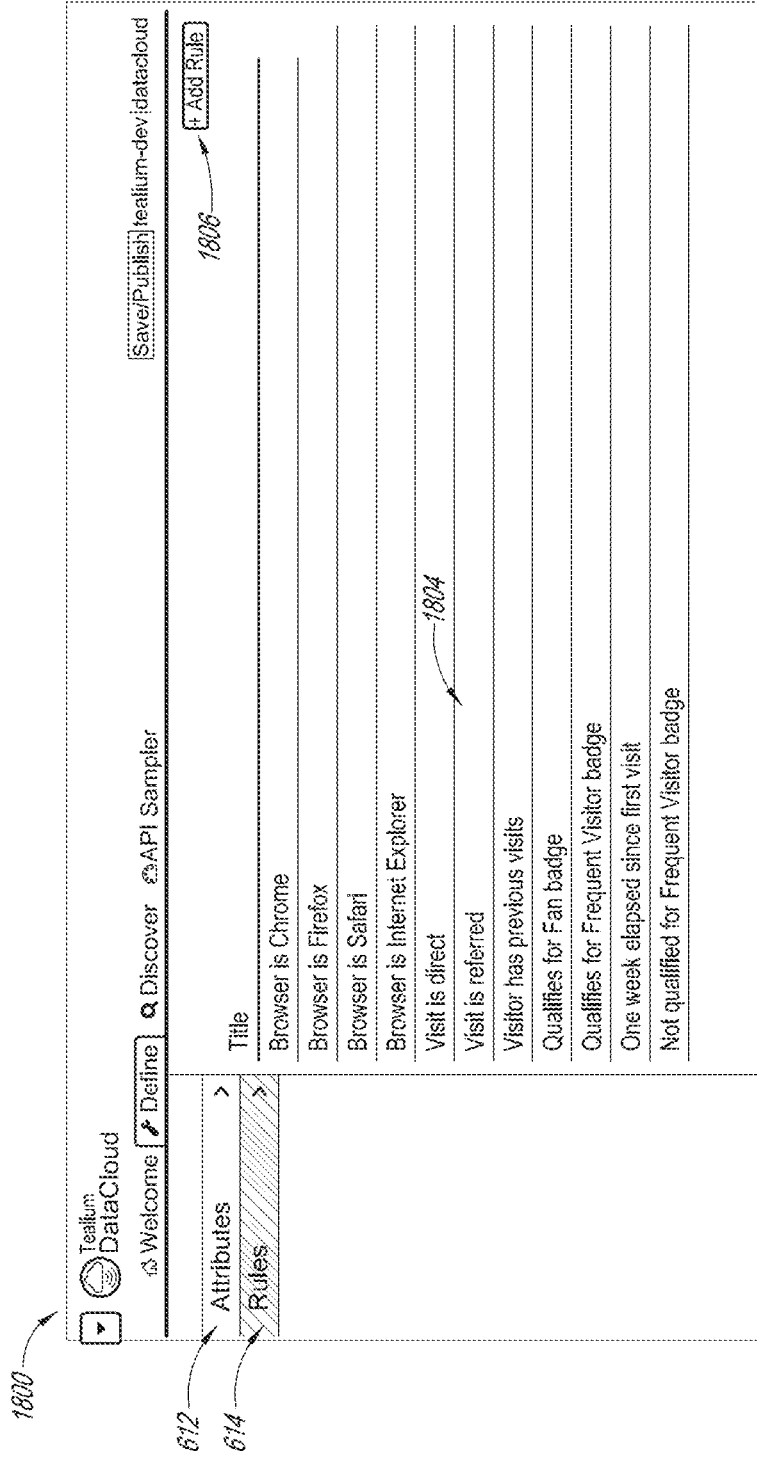 1800
Tealium
DataCloud
Welcome
Define
Discover
API Sampler
Save/Publish
tealium-dev datacloud
612
Attributes
614
Rules
1806
+ Add Rule
Title
Browser is Chrome
Browser is Firefox
Browser is Safari
Browser is Internet Explorer
Visit is direct
1804
Visit is referred
Visitor has previous visits
Qualifies for Fan badge
Qualifies for Frequent Visitor badge
One week elapsed since first visit
Not qualified for Frequent Visitor badge